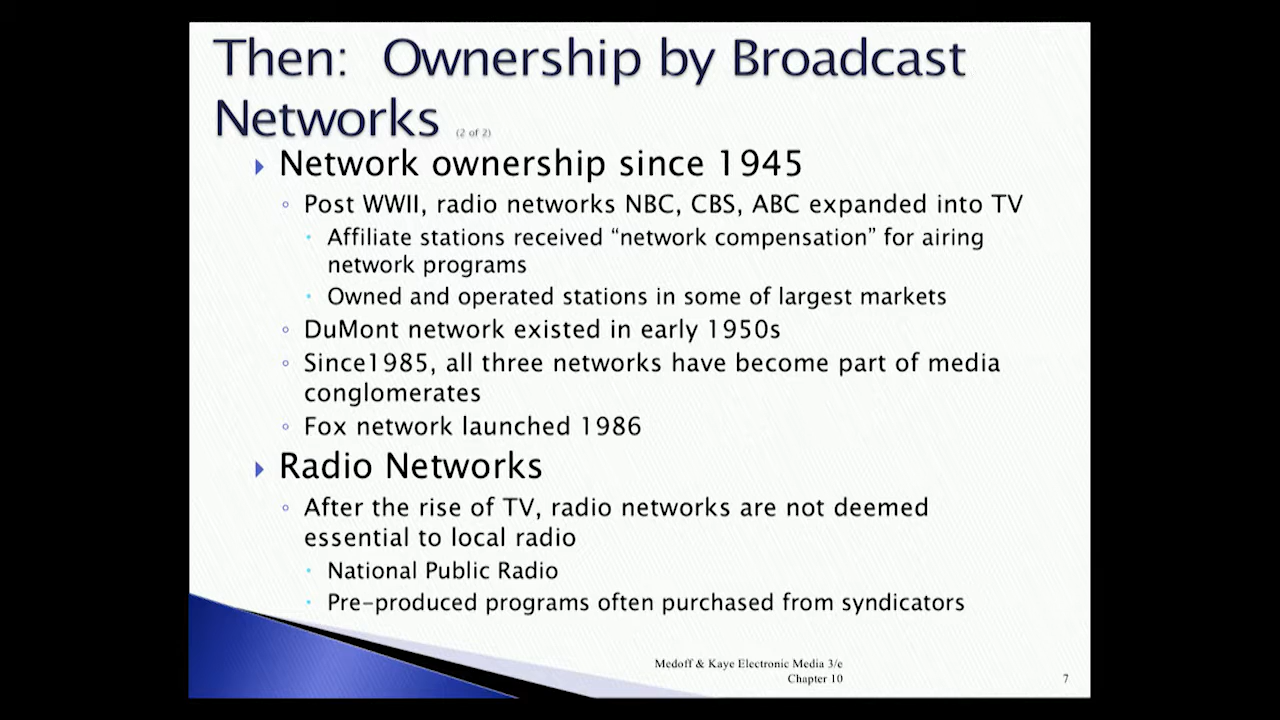 Then: Ownership by Broadcast
Networks (2 of 2)
Network ownership since 1945
Post WWII, radio networks NBC, CBS, ABC expanded into TV
Affiliate stations received “network compensation” for airing
network programs
Owned and operated stations in some of largest markets
DuMont network existed in early 1950s
Since1985, all three networks have become part of media
conglomerates
Fox network launched 1986
Radio Networks
After the rise of TV, radio networks are not deemed
essential to local radio
National Public Radio
Pre-produced programs often purchased from syndicators
Medoff & Kaye Electronic Media 3/e
Chapter 10
7